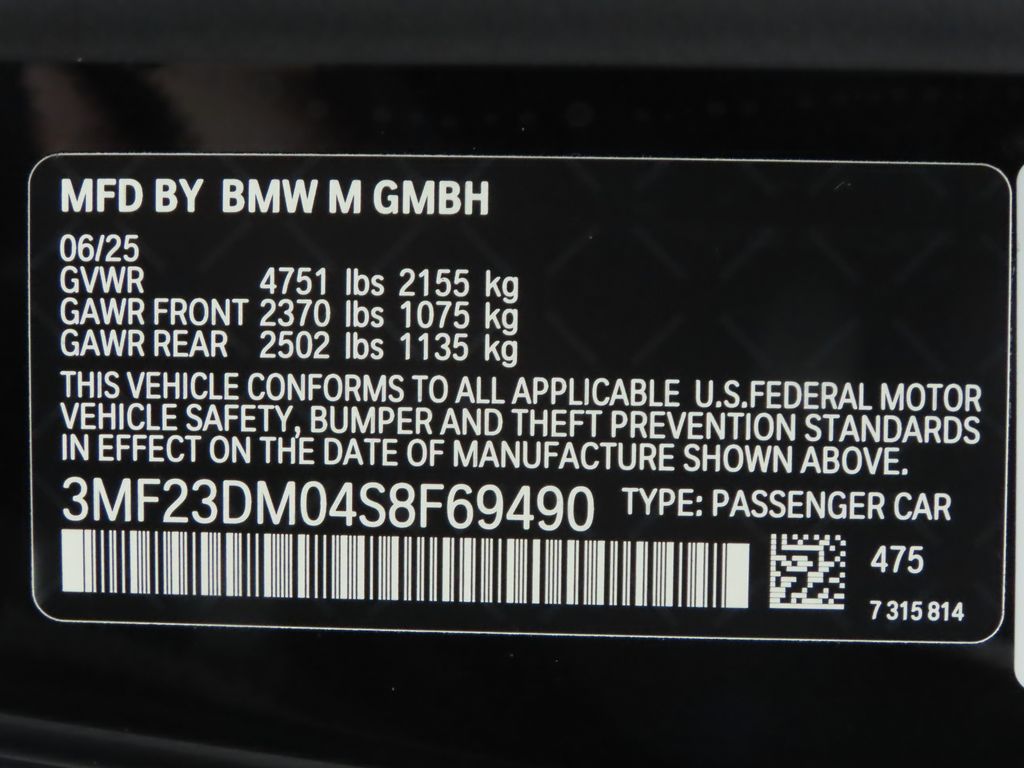 MFD BY BMW M GMBH
06/25
GVWR 4751 lbs 2155 kg
GAWR FRONT 2370 lbs 1075 kg
GAWR REAR 2502 lbs 1135 kg
THIS VEHICLE CONFORMS TO ALL APPLICABLE U.S.FEDERAL MOTOR
VEHICLE SAFETY, BUMPER AND THEFT PREVENTION STANDARDS
IN EFFECT ON THE DATE OF MANUFACTURE SHOWN ABOVE.
3MF23DM04S8F69490 TYPE: PASSENGER CAR
475
7 315 814